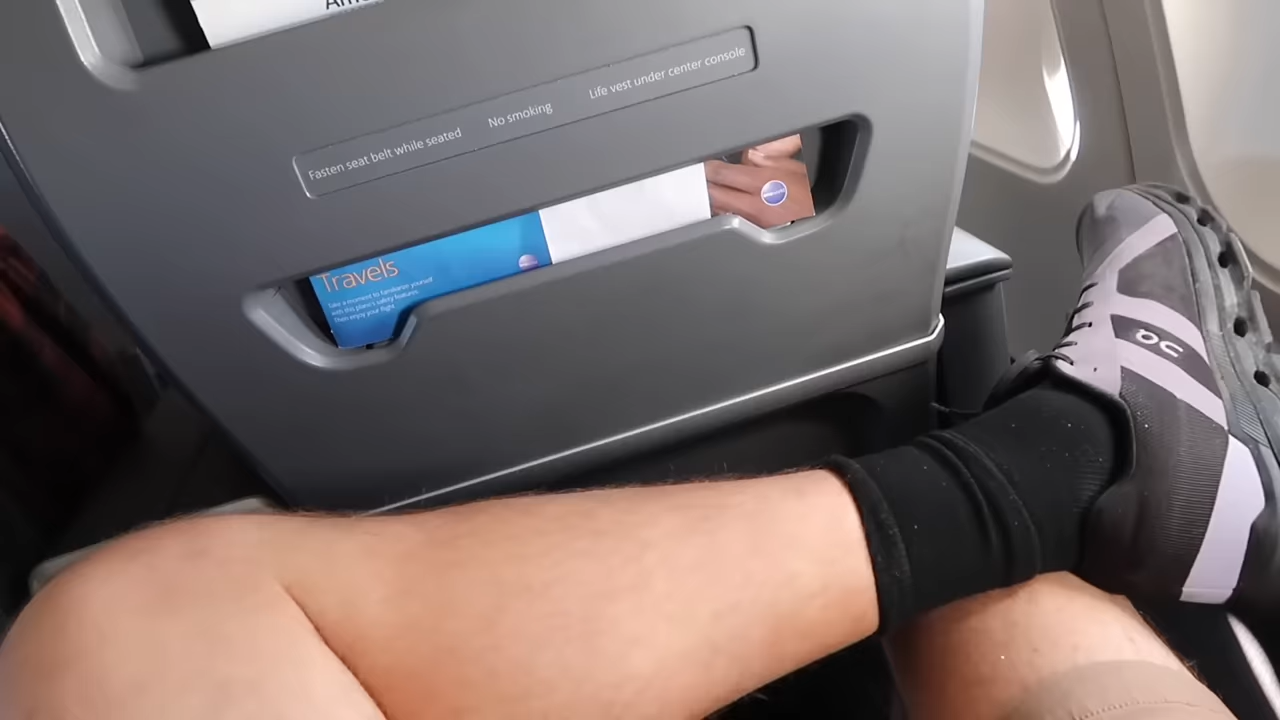 Fasten seat belt while seated No smoking Life vest under center console
Travels
Take a moment to familiarize yourself
with this plane's safety features.
Then enjoy your flight.